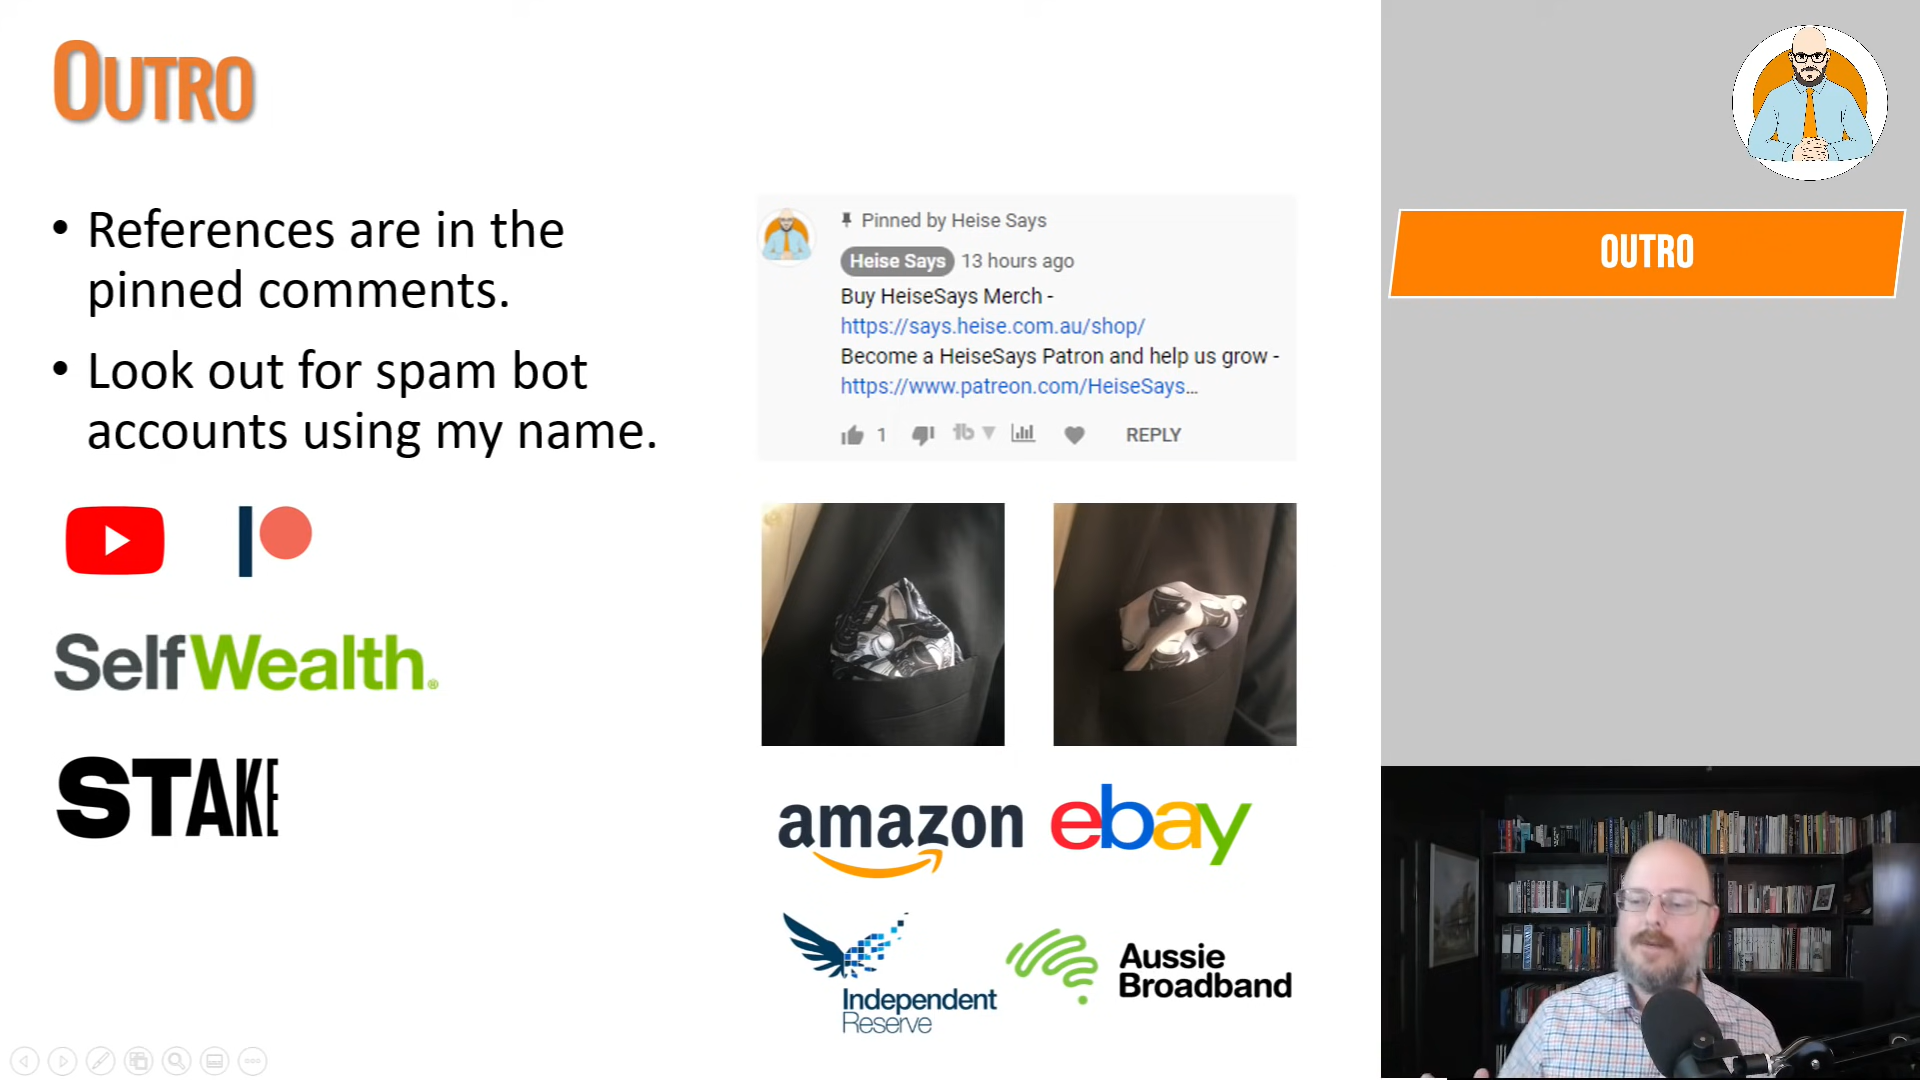 OUTRO
• References are in the
pinned comments.
• Look out for spam bot
accounts using my name.
SelfWealth®
STAKE
Pinned by Heise Says
Heise Says 13 hours ago
Buy HeiseSays Merch -
https://says.heise.com.au/shop/
Become a HeiseSays Patron and help us grow -
https://www.patreon.com/HeiseSays...
1 REPLY
amazon ebay
Independent
Reserve
Aussie
Broadband
OUTRO